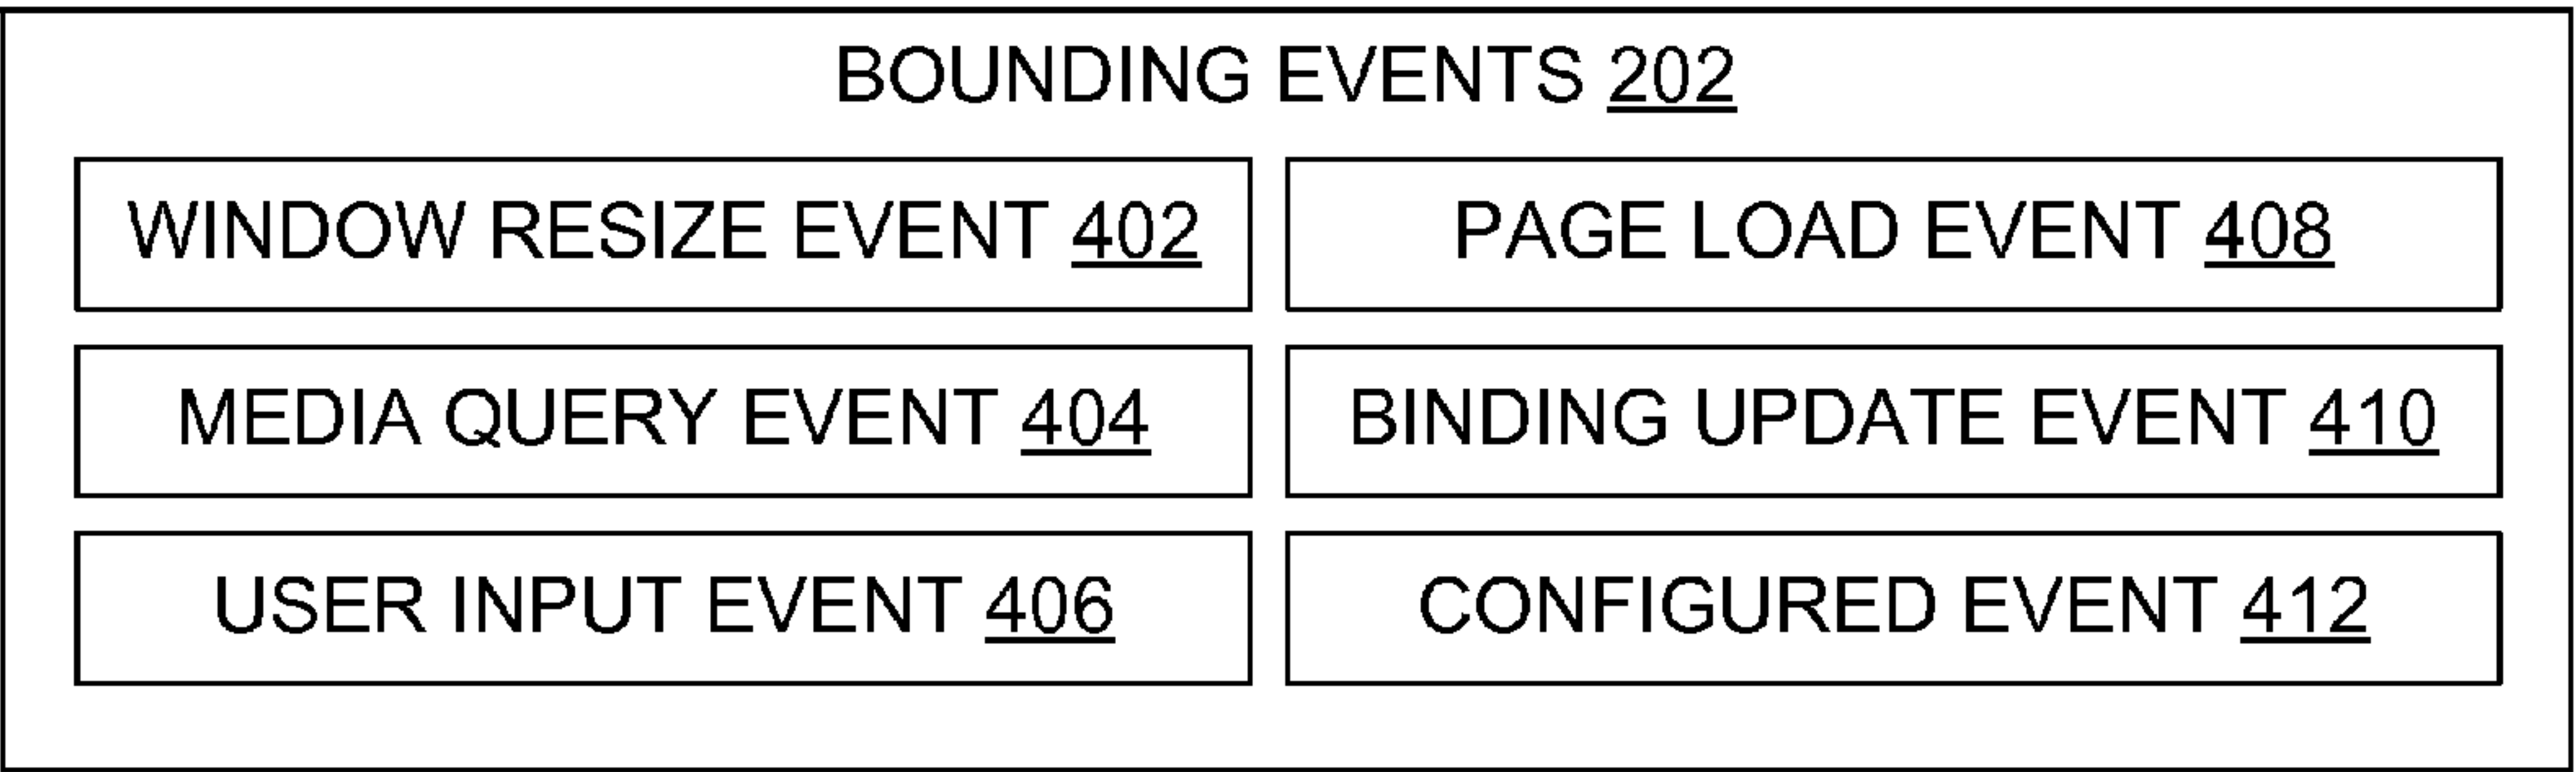 BOUNDING EVENTS 202
WINDOW RESIZE EVENT 402
PAGE LOAD EVENT 408
MEDIA QUERY EVENT 404
BINDING UPDATE EVENT 410
USER INPUT EVENT 406
CONFIGURED EVENT 412